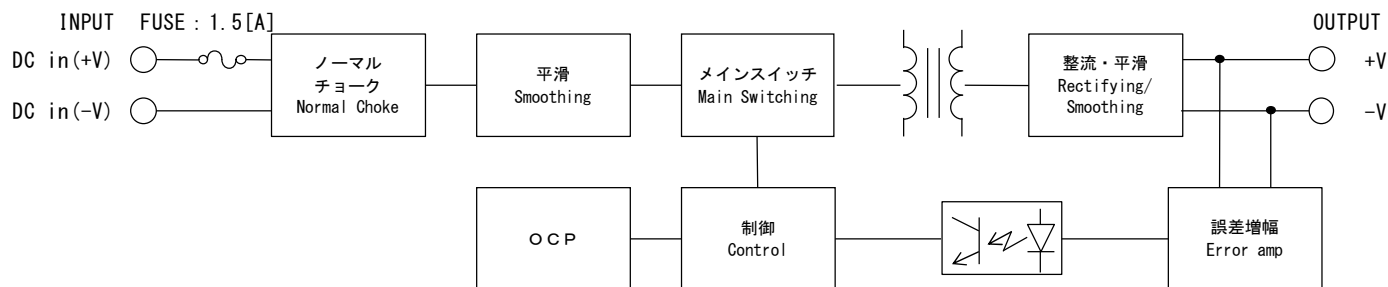 INPUT FUSE : 1.5[A]
OUTPUT
DC in(+V)
DC in(-V)
ノーマル
チョーク
Normal Choke
平滑
Smoothing
メインスイッチ
Main Switching
整流・平滑
Rectifying/
Smoothing
+V
-V
ＯＣＰ
制御
Control
誤差増幅
Error amp